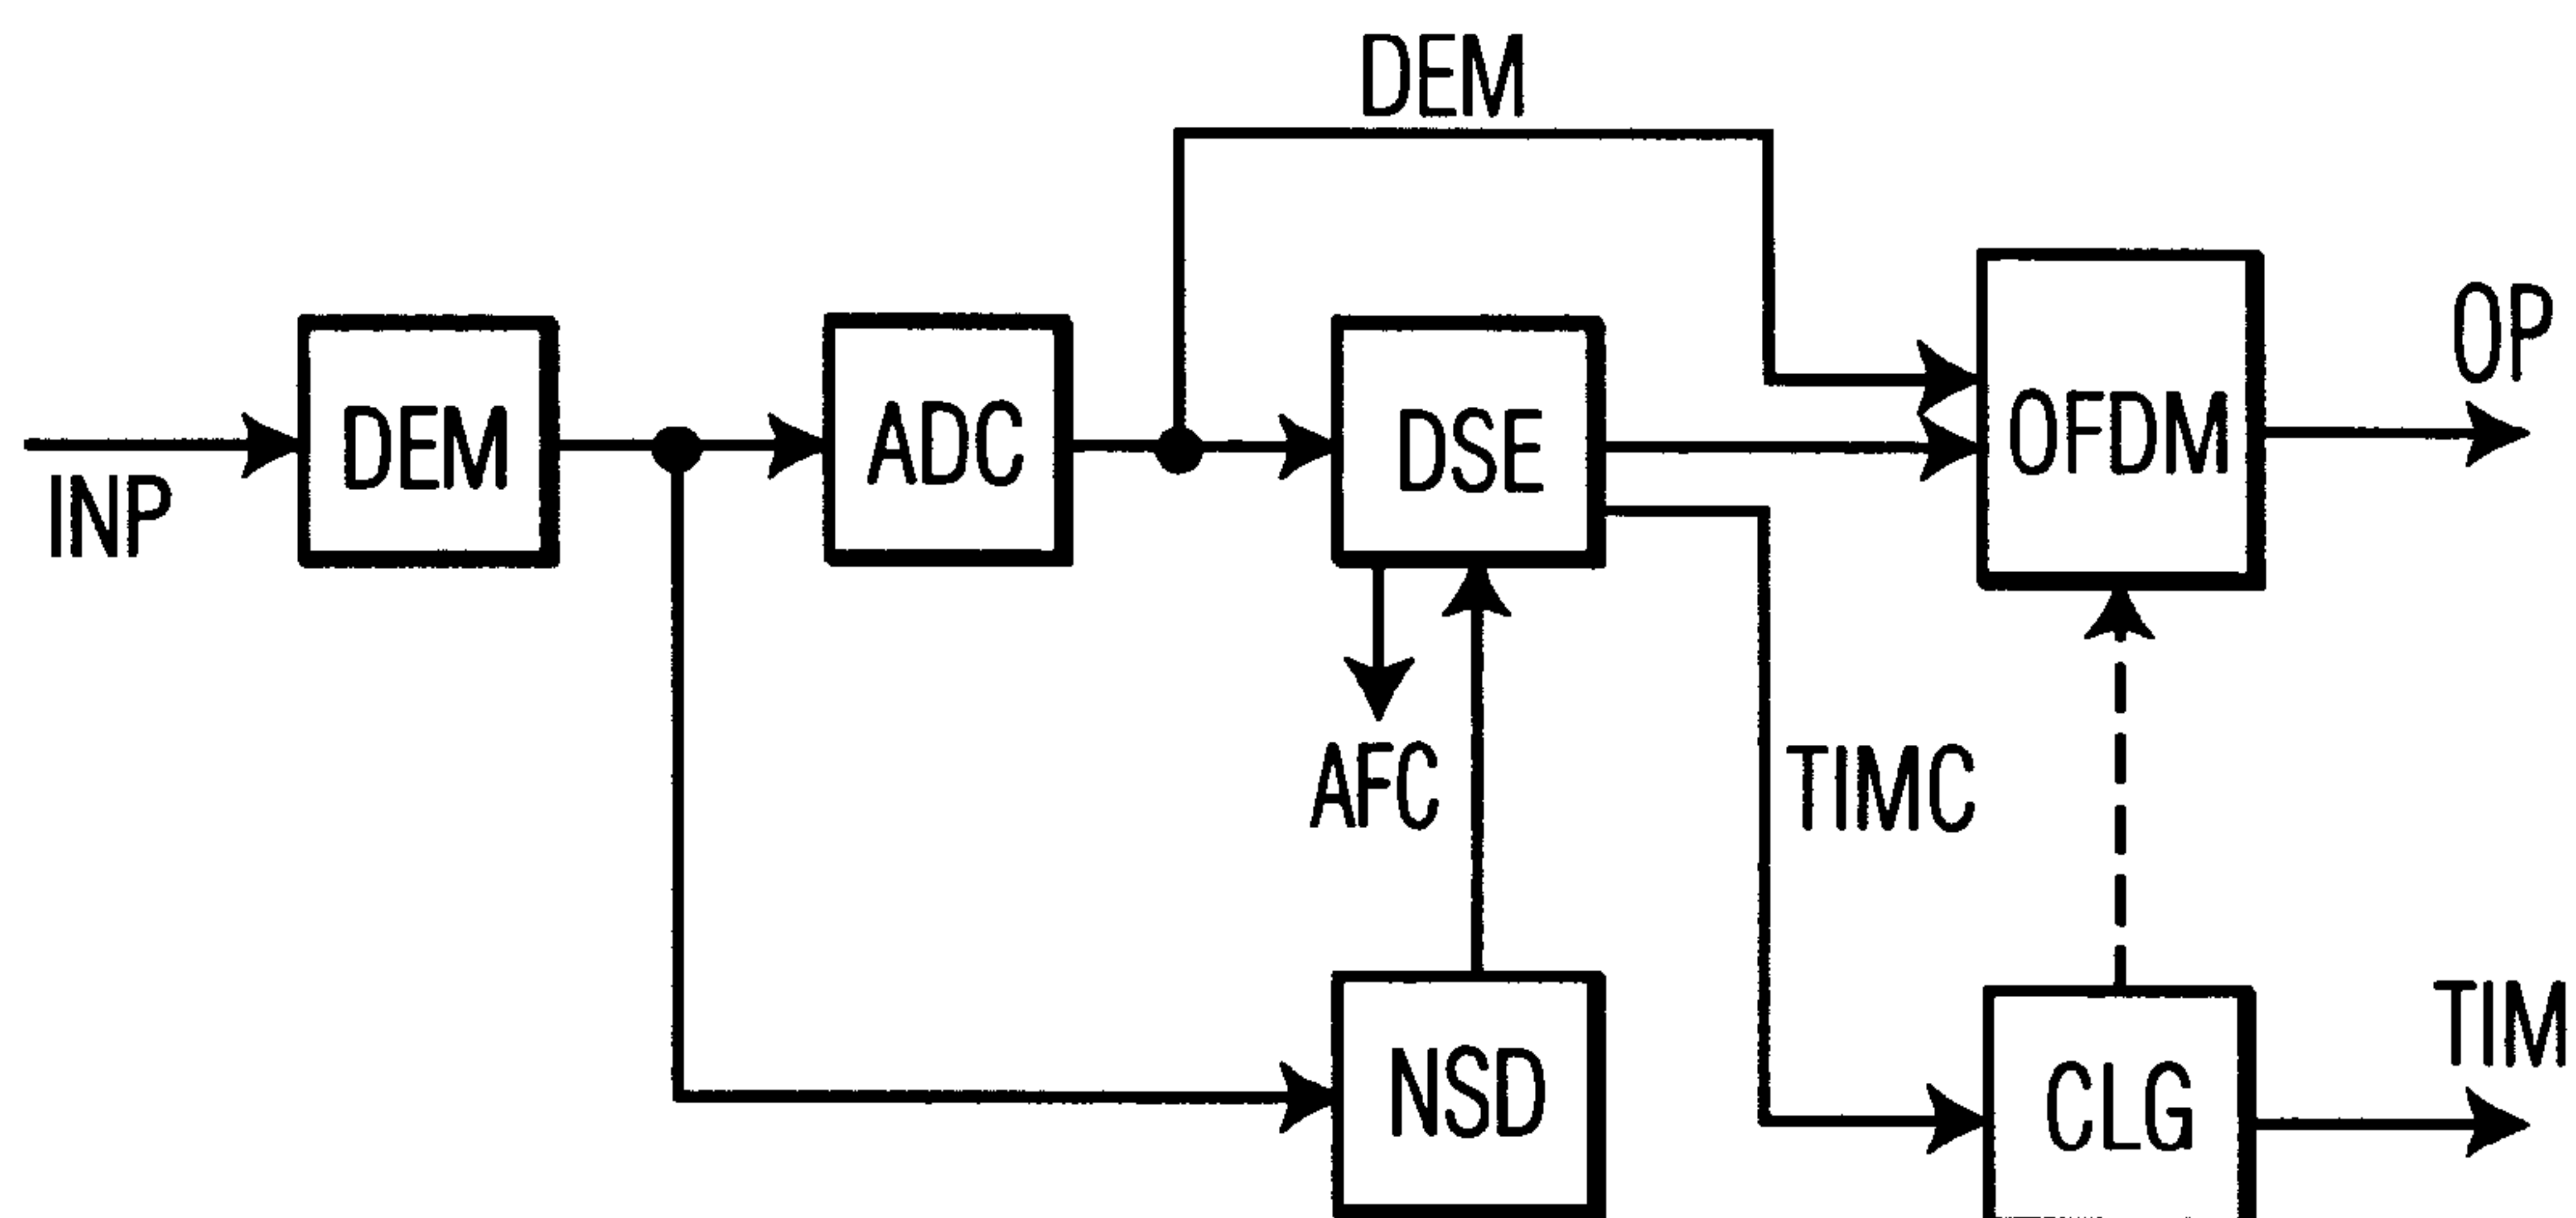 DEM
INP
DEM
ADC
DSE
OFDM
OP
AFC
TIMC
NSD
CLG
TIM